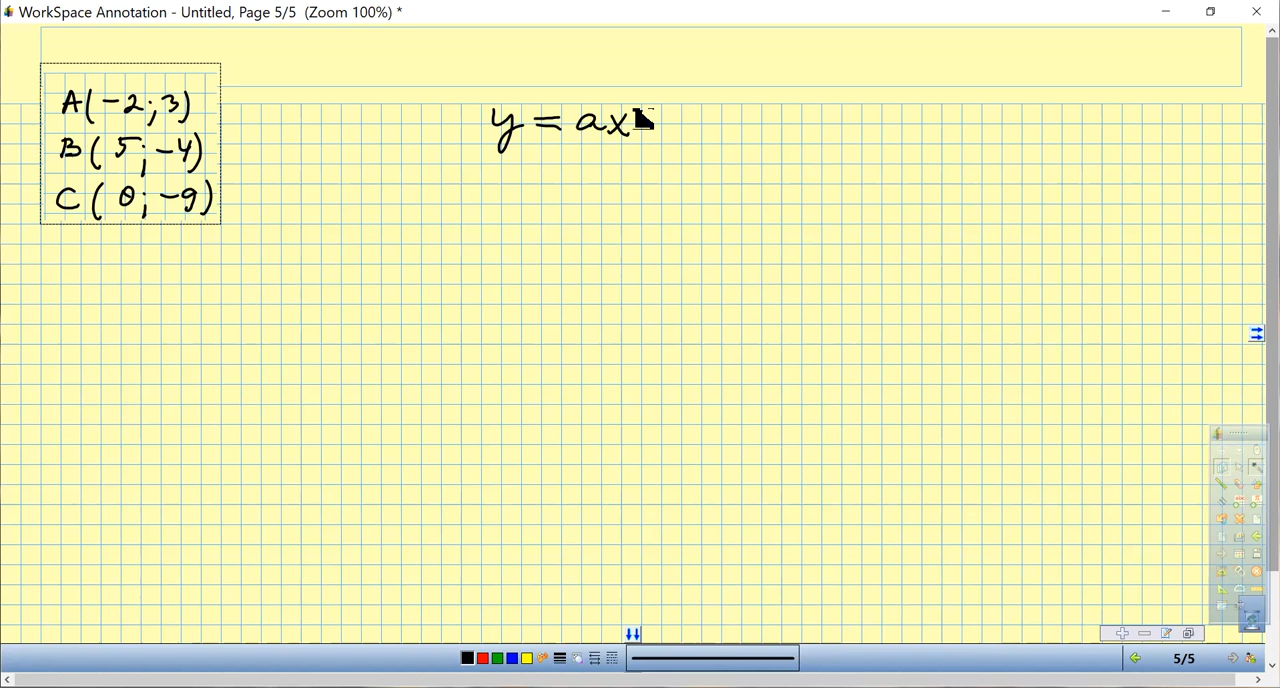 WorkSpace Annotation - Untitled, Page 5/5 (Zoom 100%) *
A(-2;3)
B(5;-4)
C(0;-9)
y=ax
5/5